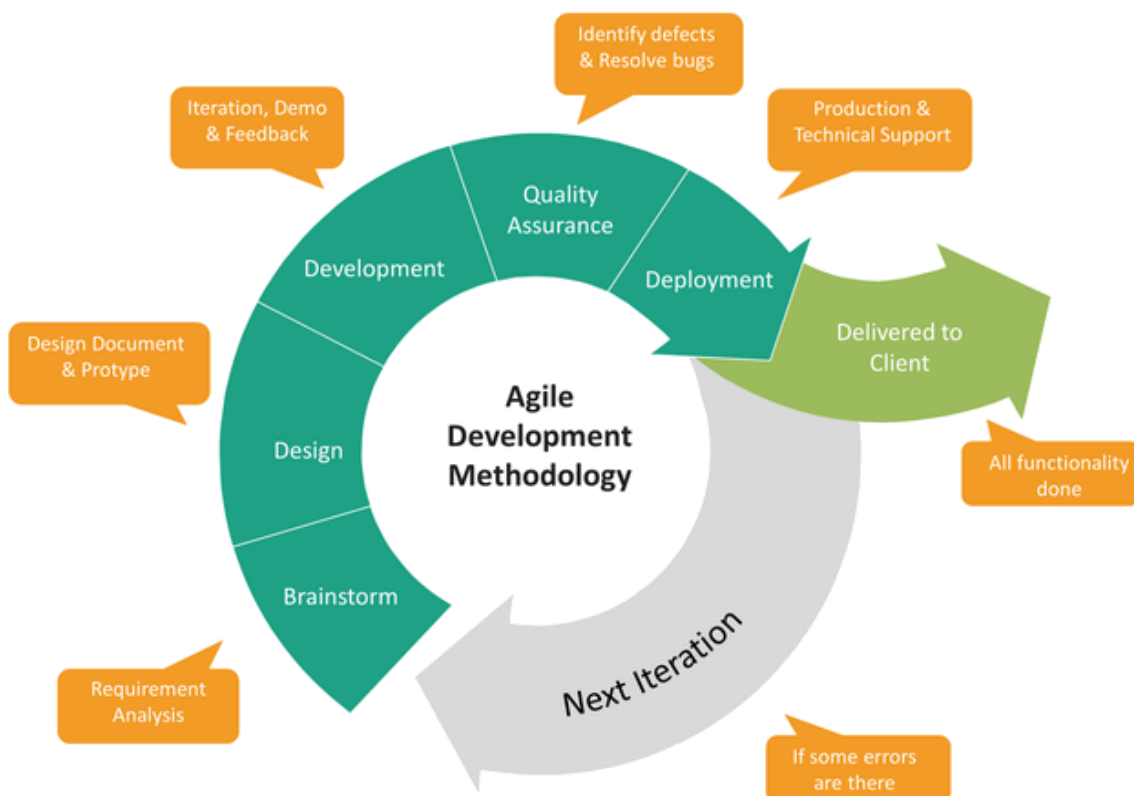 Identify defects
& Resolve bugs
Iteration, Demo
& Feedback
Production &
Technical Support
Quality
Assurance
Development
Deployment
Design Document
& Protype
Delivered to
Client
Agile
Development
Methodology
Design
All functionality
done
Brainstorm
Next Iteration
Requirement
Analysis
If some errors
are there